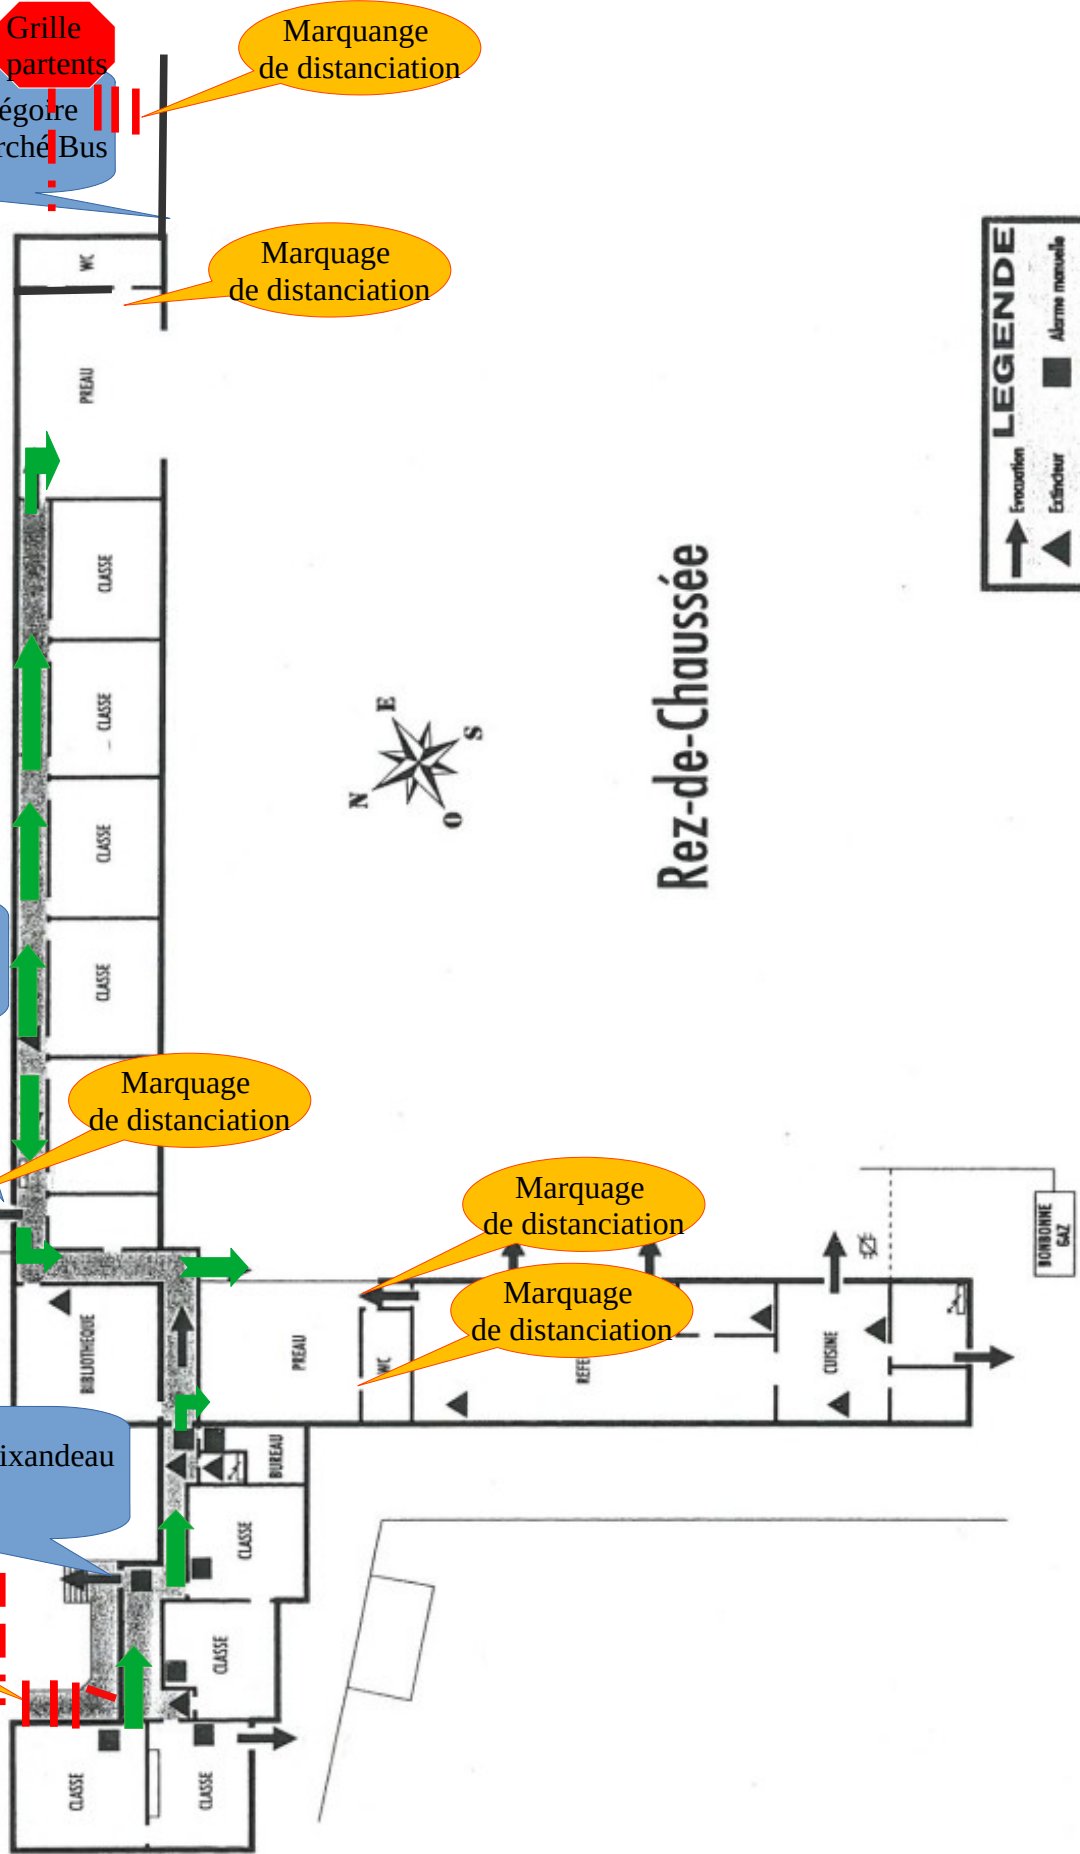 Grille
partents
Marquange
de distanciation
égoire
rché Bus
WC
Marquage
de distanciation
PREAU
LEGENDE
Evacuation
Extincteur
Alarme manuelle
CLASSE
CLASSE
CLASSE
CLASSE
N
E
S
O
Rez-de-Chaussée
Marquage
de distanciation
Marquage
de distanciation
Marquage
de distanciation
BONBONNE
GAZ
BIBLIOTHEQUE
PREAU
WC
REFE
CUISINE
ixandeau
BUREAU
CLASSE
CLASSE
CLASSE
CLASSE